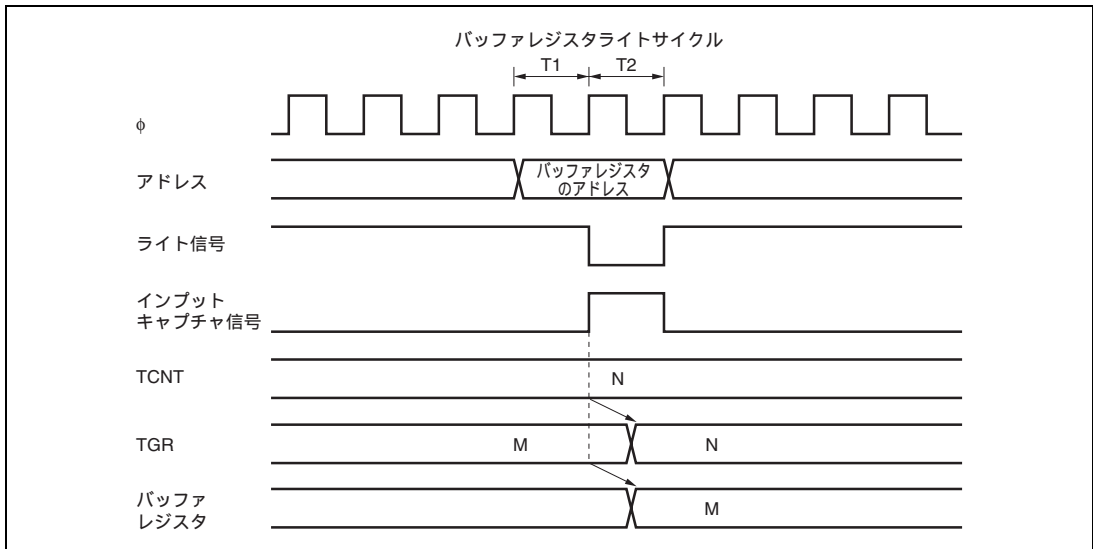 バッファレジスタライトサイクル
T1 T2
φ
アドレス
バッファレジスタ
のアドレス
ライト信号
インプット
キャプチャ信号
TCNT
N
TGR
M N
バッファ
レジスタ
M